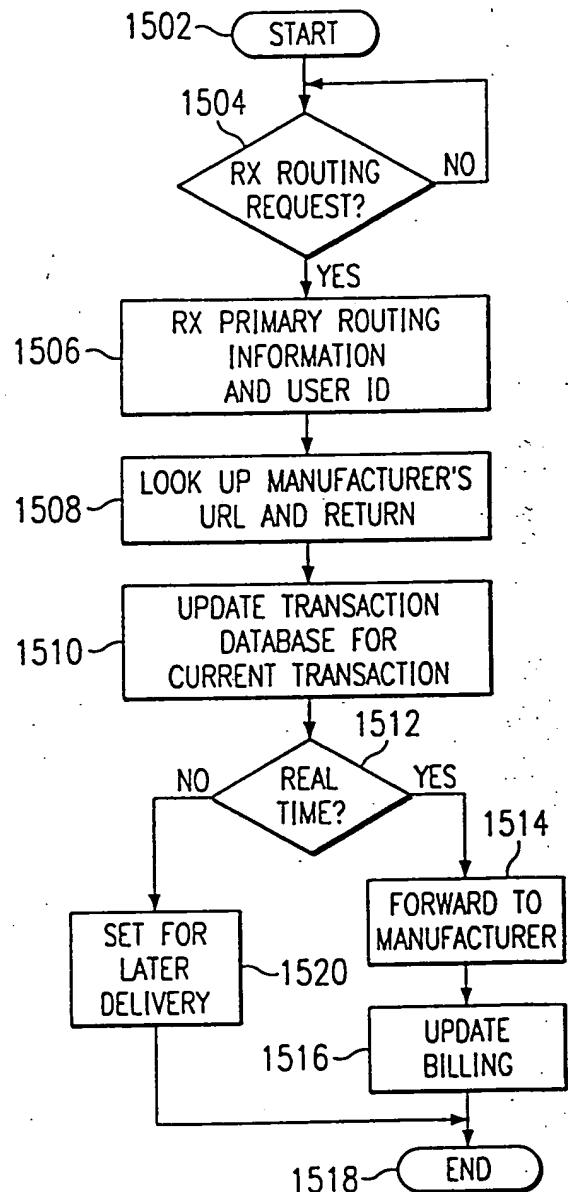 1502
START
1504
RX ROUTING
REQUEST?
NO
YES
1506
RX PRIMARY ROUTING
INFORMATION
AND USER ID
1508
LOOK UP MANUFACTURER'S
URL AND RETURN
1510
UPDATE TRANSACTION
DATABASE FOR
CURRENT TRANSACTION
1512
NO
REAL
TIME?
YES
1514
FORWARD TO
MANUFACTURER
SET FOR
LATER
DELIVERY
1520
1516
UPDATE
BILLING
1518
END